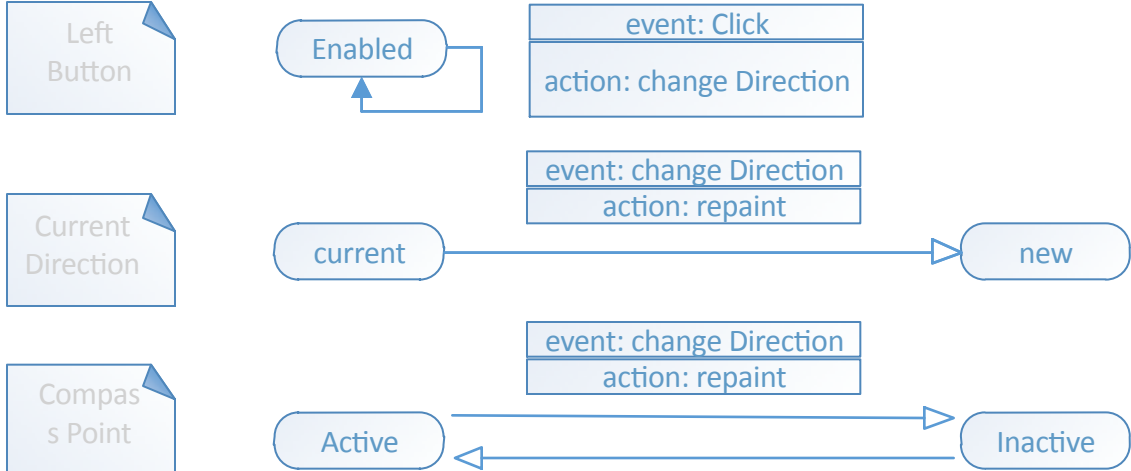 Left
Button
Enabled
event: Click
action: change Direction
Current
Direction
current
event: change Direction
action: repaint
new
Compas
s Point
Active
event: change Direction
action: repaint
Inactive